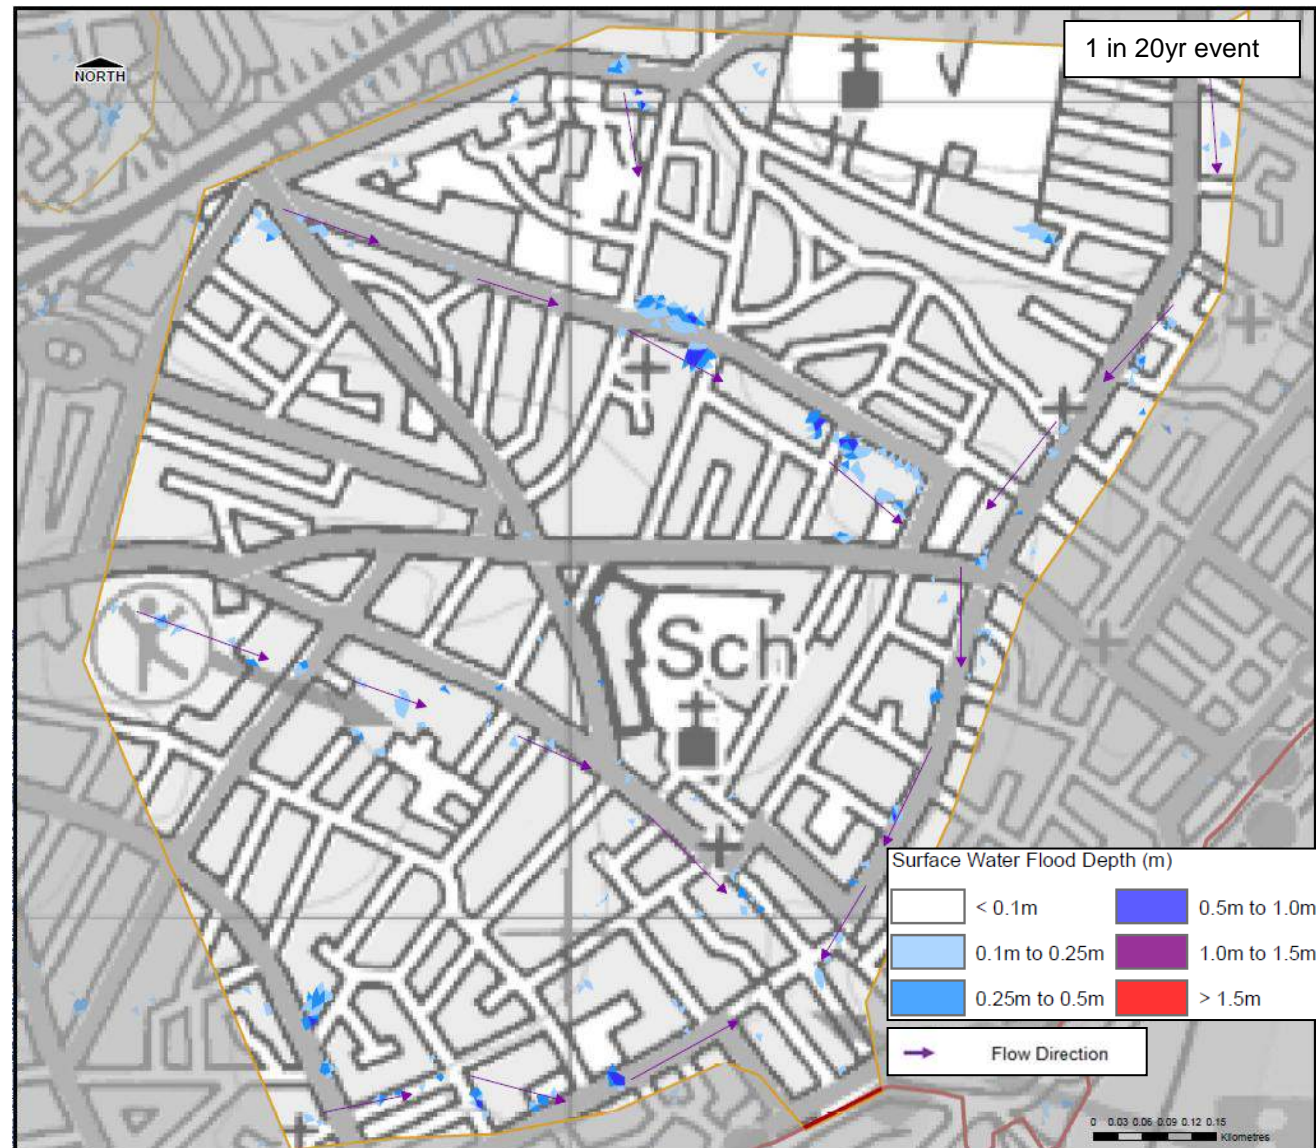 1 in 20yr event
NORTH
Sch
Surface Water Flood Depth (m)
< 0.1m
0.5m to 1.0m
0.1m to 0.25m
1.0m to 1.5m
0.25m to 0.5m
> 1.5m
Flow Direction
0 0.03 0.06 0.09 0.12 0.15
Kilometres